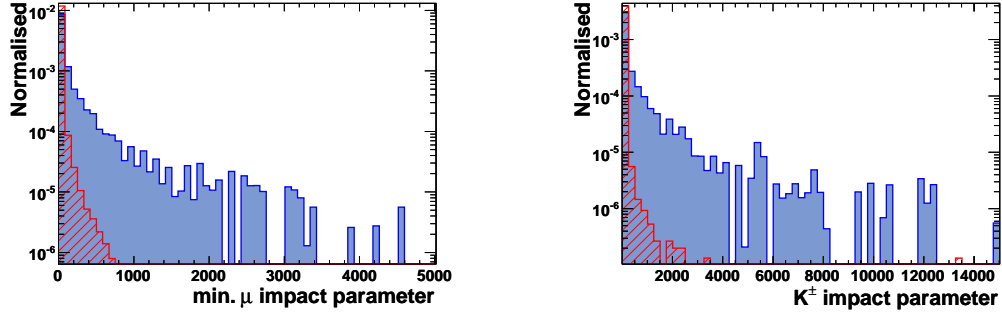 Normalised
10⁻²
10⁻³
10⁻⁴
10⁻⁵
10⁻⁶
0 1000 2000 3000 4000 5000
min. μ impact parameter
Normalised
10⁻³
10⁻⁴
10⁻⁵
10⁻⁶
2000 4000 6000 8000 10000 12000 14000
K± impact parameter